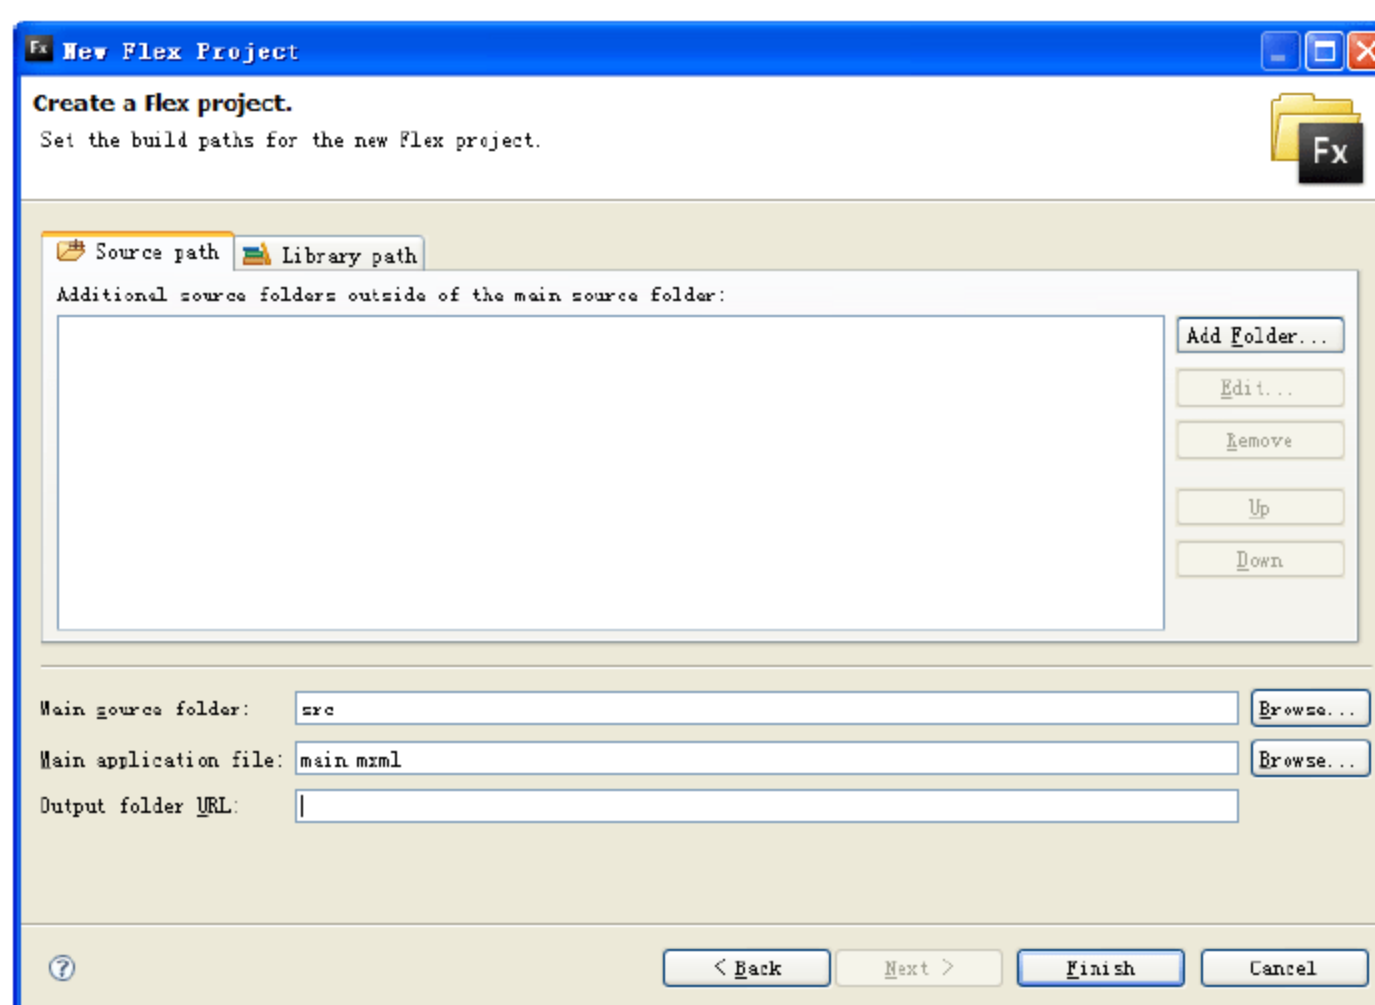 Fx New Flex Project
Create a Flex project.
Set the build paths for the new Flex project.
Fx
Source path
Library path
Additional source folders outside of the main source folder:
Add Folder...
Edit...
Remove
Up
Down
Main source folder: src Browse...
Main application file: main.mxml Browse...
Output folder URL:
? < Back Next > Finish Cancel